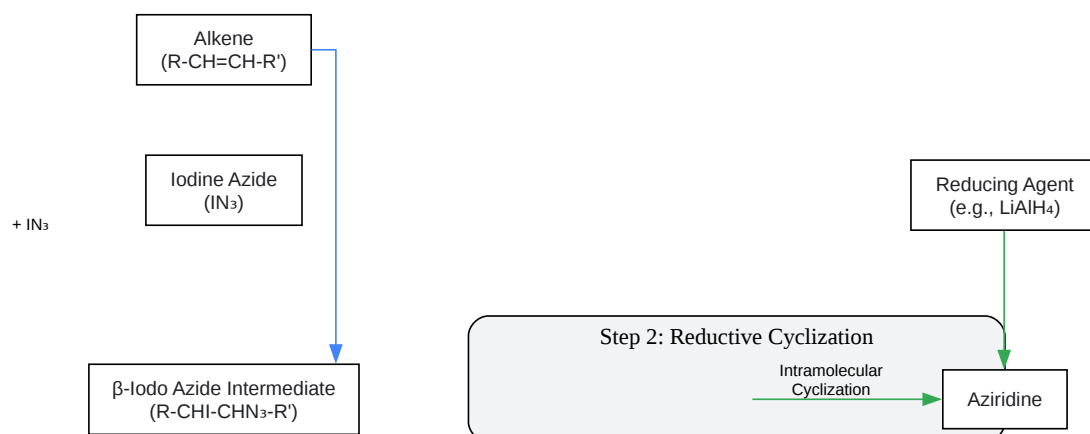 Alkene
(R-CH=CH-R')
Iodine Azide
(IN₃)
+ IN₃
β-Iodo Azide Intermediate
(R-CHI-CHN₃-R')
Reducing Agent
(e.g., LiAlH₄)
Step 2: Reductive Cyclization
Intramolecular
Cyclization
Aziridine